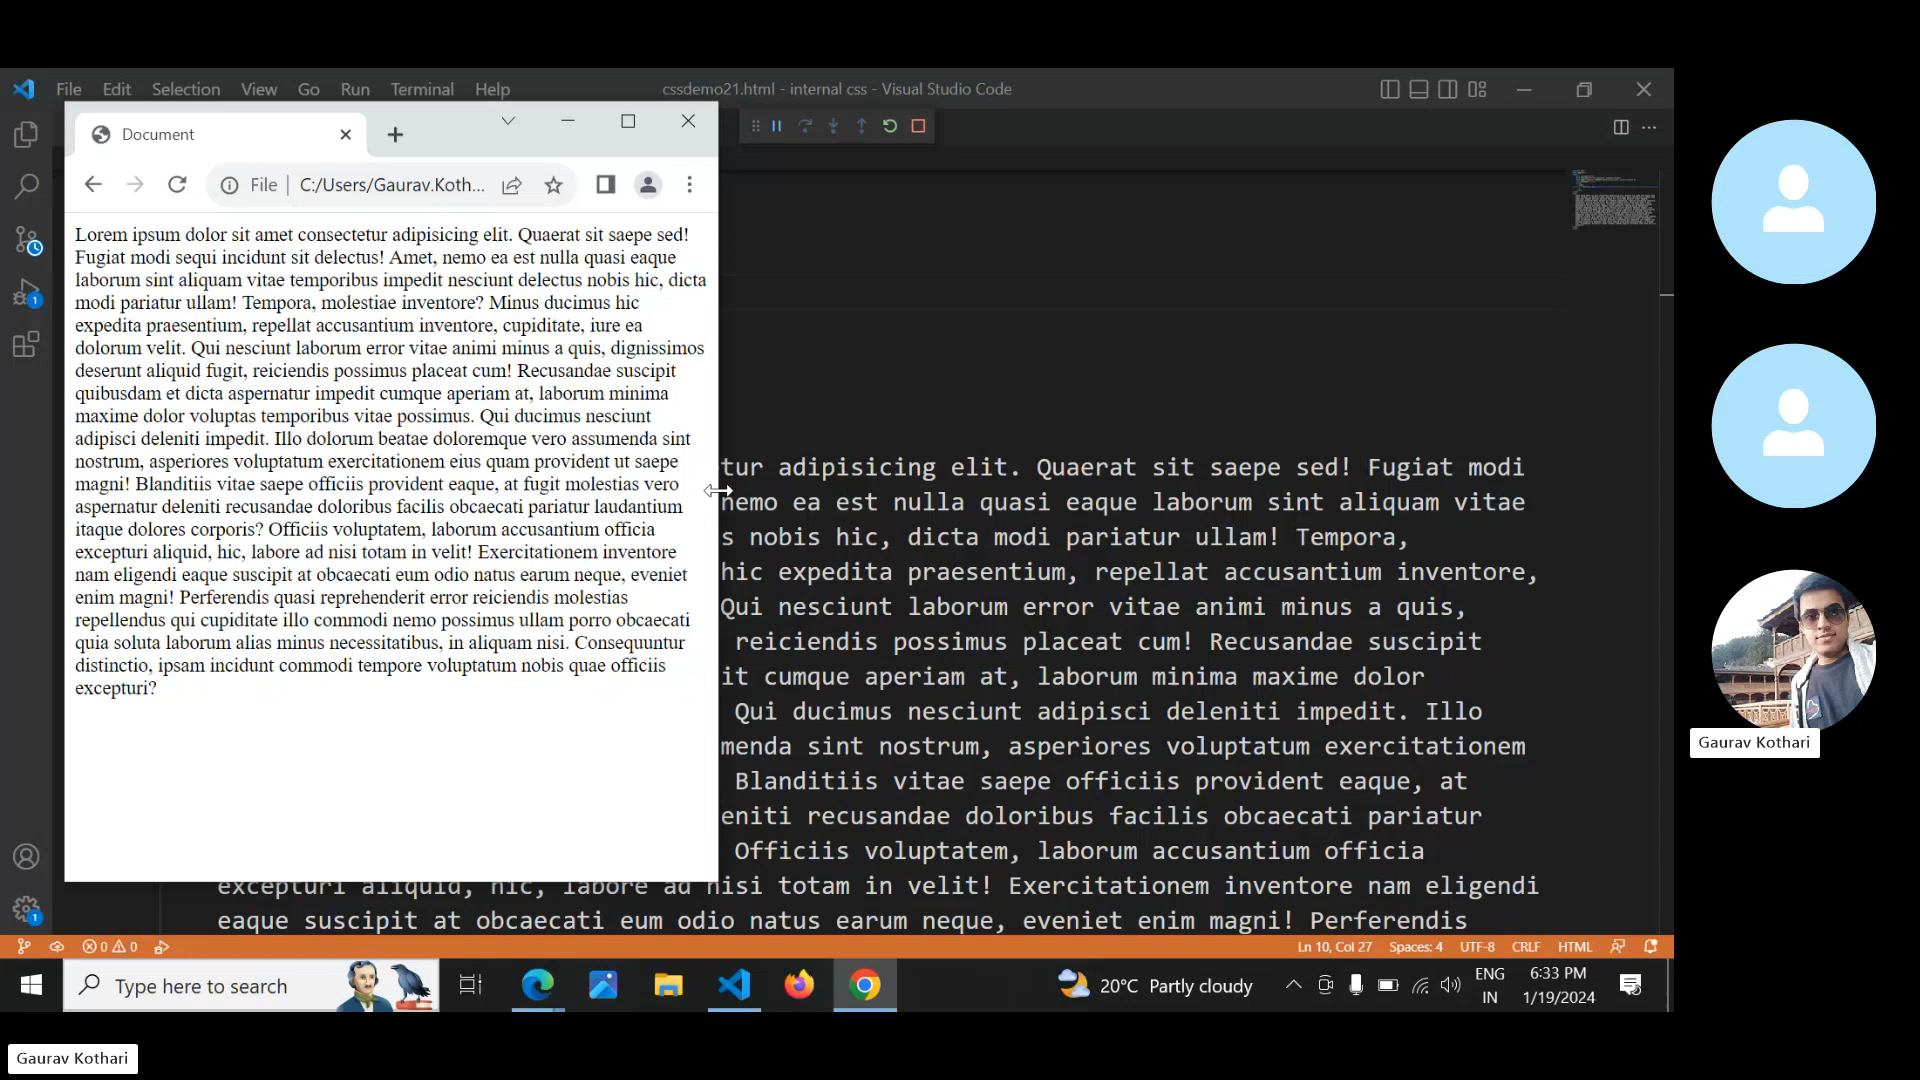 File Edit Selection View Go Run Terminal Help
cssdemo21.html - internal css - Visual Studio Code
Document
File
C:/Users/Gaurav.Koth...
Lorem ipsum dolor sit amet consectetur adipisicing elit. Quaerat sit saepe sed!
Fugiat modi sequi incidunt sit delectus! Amet, nemo ea est nulla quasi eaque
laborum sint aliquam vitae temporibus impedit nesciunt delectus nobis hic, dicta
modi pariatur ullam! Tempora, molestiae inventore? Minus ducimus hic
expedita praesentium, repellat accusantium inventore, cupiditate, iure ea
dolorum velit. Qui nesciunt laborum error vitae animi minus a quis, dignissimos
deserunt aliquid fugit, reiciendis possimus placeat cum! Recusandae suscipit
quibusdam et dicta aspernatur impedit cumque aperiam at, laborum minima
maxime dolor voluptas temporibus vitae possimus. Qui ducimus nesciunt
adipisci deleniti impedit. Illo dolorum beatae doloremque vero assumenda sint
nostrum, asperiores voluptatum exercitationem eius quam provident ut saepe
magni! Blanditiis vitae saepe officiis provident eaque, at fugit molestias vero
aspernatur deleniti recusandae doloribus facilis obcaecati pariatur laudantium
itaque dolores corporis? Officiis voluptatem, laborum accusantium officia
excepturi aliquid, hic, labore ad nisi totam in velit! Exercitationem inventore
nam eligendi eaque suscipit at obcaecati eum odio natus earum neque, eveniet
enim magni! Perferendis quasi reprehenderit error reiciendis molestias
repellendus qui cupiditate illo commodi nemo possimus ullam porro obcaecati
quia soluta laborum alias minus necessitatibus, in aliquam nisi. Consequuntur
distinctio, ipsam incidunt commodi tempore voluptatum nobis quae officiis
excepturi?
tur adipisicing elit. Quaerat sit saepe sed! Fugiat modi
nemo ea est nulla quasi eaque laborum sint aliquam vitae
s nobis hic, dicta modi pariatur ullam! Tempora,
hic expedita praesentium, repellat accusantium inventore,
Qui nesciunt laborum error vitae animi minus a quis,
reiciendis possimus placeat cum! Recusandae suscipit
it cumque aperiam at, laborum minima maxime dolor
Qui ducimus nesciunt adipisci deleniti impedit. Illo
menda sint nostrum, asperiores voluptatum exercitationem
Blanditiis vitae saepe officiis provident eaque, at
eniti recusandae doloribus facilis obcaecati pariatur
Officiis voluptatem, laborum accusantium officia
excepturi aliquid, hic, labore ad nisi totam in velit! Exercitationem inventore nam eligendi
eaque suscipit at obcaecati eum odio natus earum neque, eveniet enim magni! Perferendis
1
1
0 0
Ln 10, Col 27 Spaces: 4 UTF-8 CRLF HTML
Type here to search
20°C Partly cloudy
ENG
IN
6:33 PM
1/19/2024
Gaurav Kothari
Gaurav Kothari